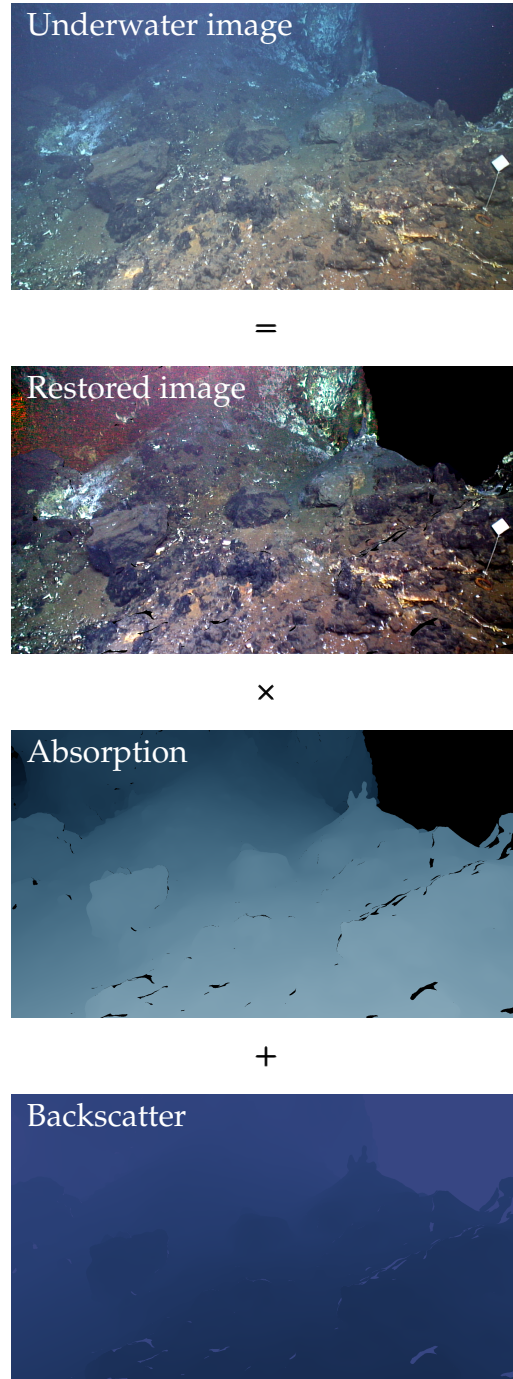 Underwater image
=
Restored image
×
Absorption
+
Backscatter